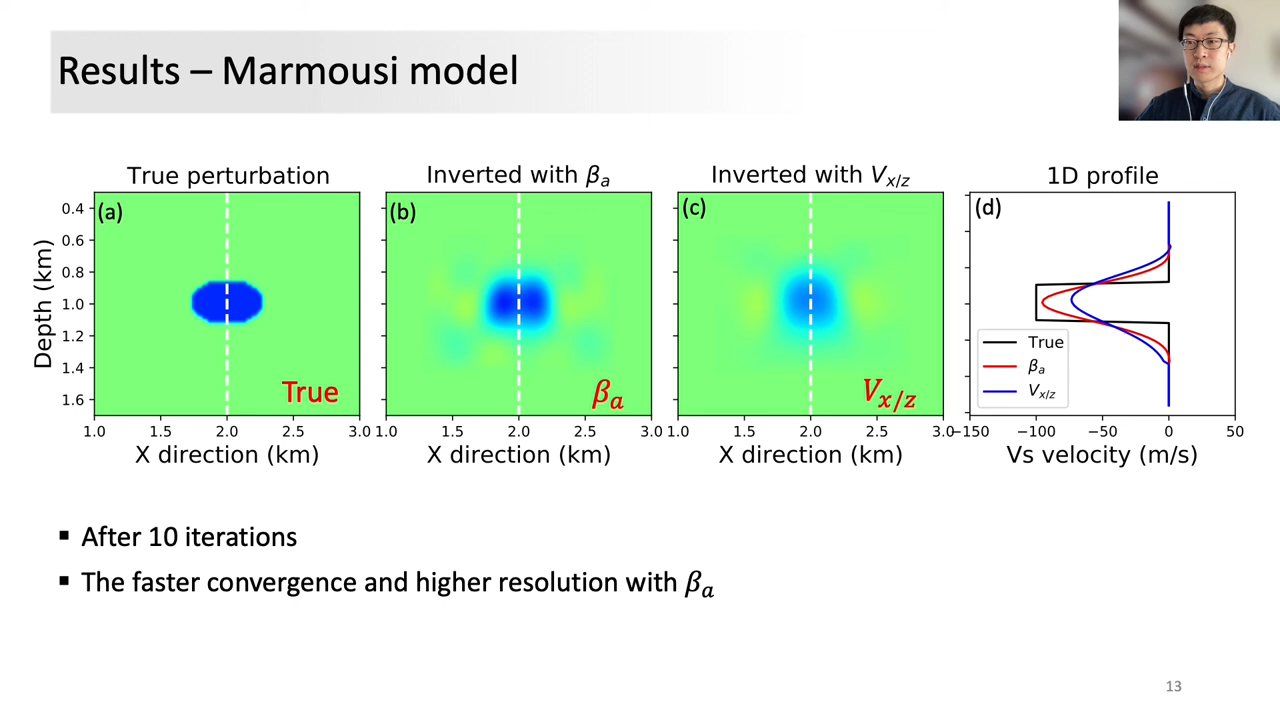 Results – Marmousi model
True perturbation
Inverted with βa
Inverted with Vx/z
1D profile
(a)
(b)
(c)
(d)
0.4
0.6
0.8
1.0
1.2
1.4
1.6
Depth (km)
True
βa
Vx/z
True
βa
Vx/z
1.0 1.5 2.0 2.5 3.0
1.0 1.5 2.0 2.5 3.0
1.0 1.5 2.0 2.5 3.0
−150 −100 −50 0 50
X direction (km)
X direction (km)
X direction (km)
Vs velocity (m/s)
▪ After 10 iterations
▪ The faster convergence and higher resolution with βa
13